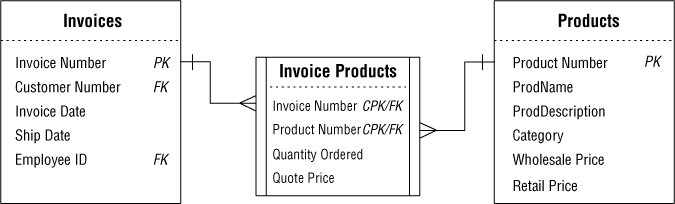 Invoices
Invoice Number PK
Customer Number FK
Invoice Date
Ship Date
Employee ID FK
Invoice Products
Invoice Number CPK/FK
Product Number CPK/FK
Quantity Ordered
Quote Price
Products
Product Number PK
ProdName
ProdDescription
Category
Wholesale Price
Retail Price